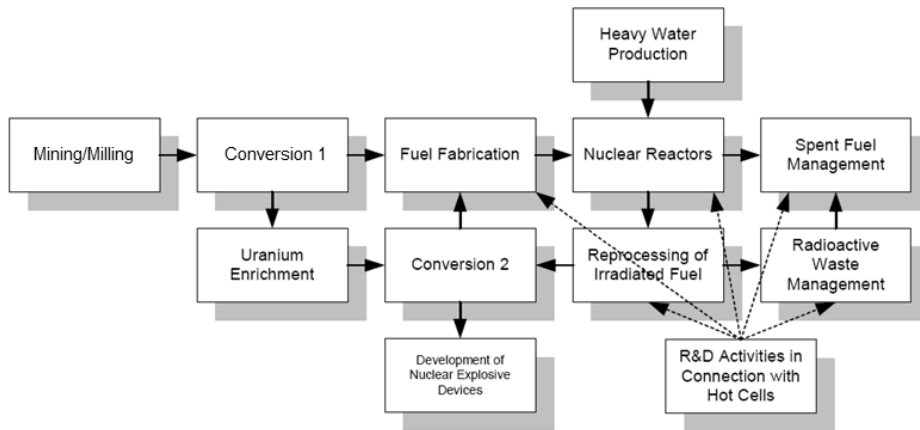 Heavy Water
Production
Mining/Milling
Conversion 1
Fuel Fabrication
Nuclear Reactors
Spent Fuel
Management
Uranium
Enrichment
Conversion 2
Reprocessing of
Irradiated Fuel
Radioactive
Waste
Management
Development of
Nuclear Explosive
Devices
R&D Activities in
Connection with
Hot Cells